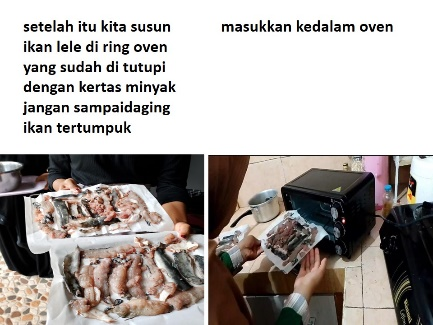 setelah itu kita susun
ikan lele di ring oven
yang sudah di tutupi
dengan kertas minyak
jangan sampaidaging
ikan tertumpuk
masukkan kedalam oven